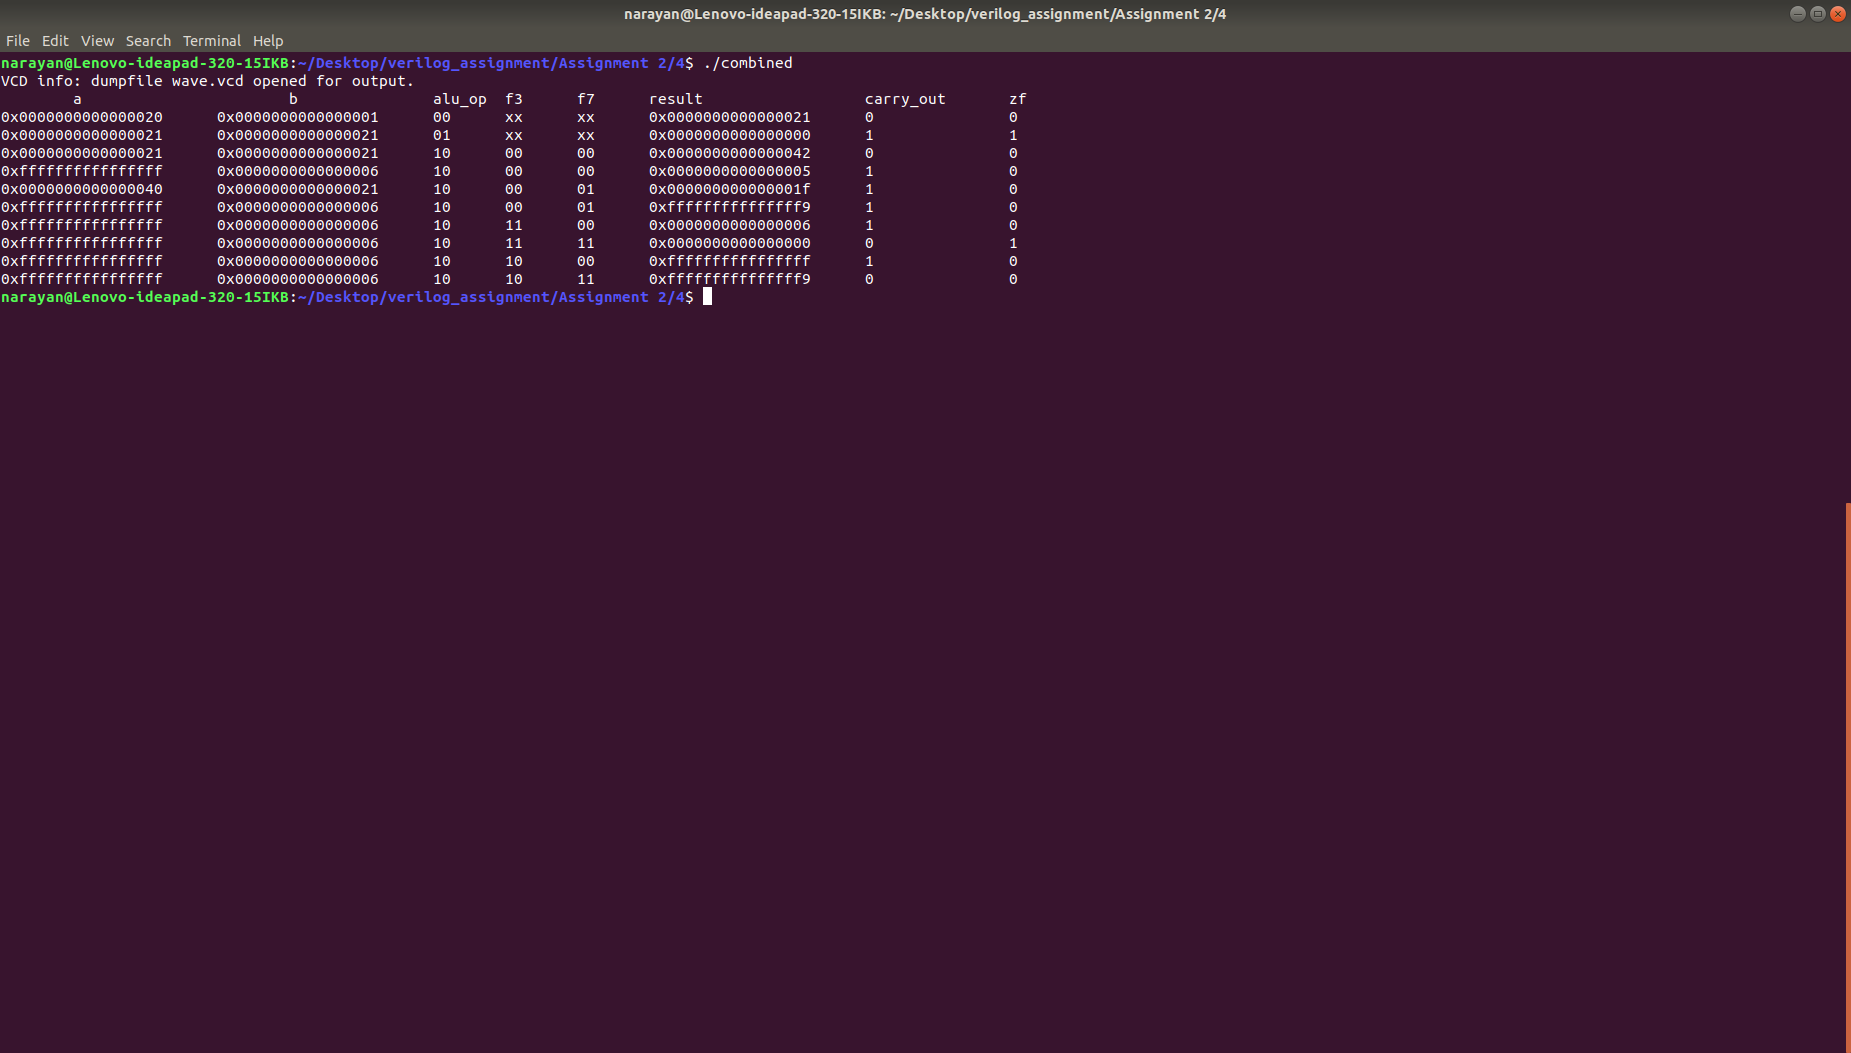 narayan@Lenovo-ideapad-320-15IKB: ~/Desktop/verilog_assignment/Assignment 2/4
File Edit View Search Terminal Help
narayan@Lenovo-ideapad-320-15IKB:~/Desktop/verilog_assignment/Assignment 2/4$ ./combined
VCD info: dumpfile wave.vcd opened for output.
a b alu_op f3 f7 result carry_out zf
0x0000000000000020 0x0000000000000001 00 xx xx 0x0000000000000021 0 0
0x0000000000000021 0x0000000000000021 01 xx xx 0x0000000000000000 1 1
0x0000000000000021 0x0000000000000021 10 00 00 0x0000000000000042 0 0
0xffffffffffffffff 0x0000000000000006 10 00 00 0x0000000000000005 1 0
0x0000000000000040 0x0000000000000021 10 00 01 0x000000000000001f 1 0
0xffffffffffffffff 0x0000000000000006 10 00 01 0xfffffffffffffff9 1 0
0xffffffffffffffff 0x0000000000000006 10 11 00 0x0000000000000006 1 0
0xffffffffffffffff 0x0000000000000006 10 11 11 0x0000000000000000 0 1
0xffffffffffffffff 0x0000000000000006 10 10 00 0xffffffffffffffff 1 0
0xffffffffffffffff 0x0000000000000006 10 10 11 0xfffffffffffffff9 0 0
narayan@Lenovo-ideapad-320-15IKB:~/Desktop/verilog_assignment/Assignment 2/4$